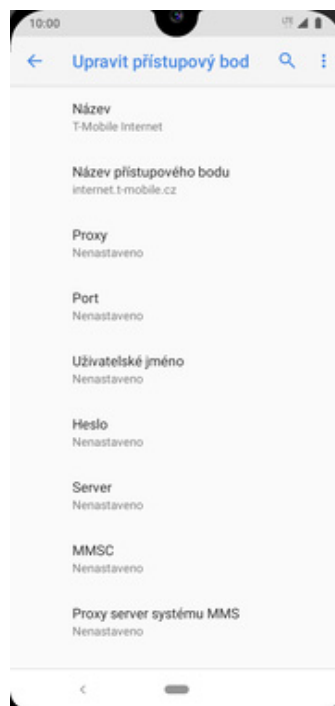 10:00
LTE
Upravit přístupový bod
Název
T-Mobile Internet
Název přístupového bodu
internet.t-mobile.cz
Proxy
Nenastaveno
Port
Nenastaveno
Uživatelské jméno
Nenastaveno
Heslo
Nenastaveno
Server
Nenastaveno
MMSC
Nenastaveno
Proxy server systému MMS
Nenastaveno